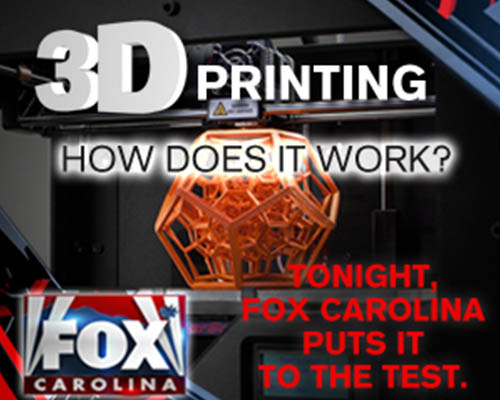 3D PRINTING
HOW DOES IT WORK?
TONIGHT,
FOX CAROLINA
PUTS IT
TO THE TEST.
FOX
CAROLINA